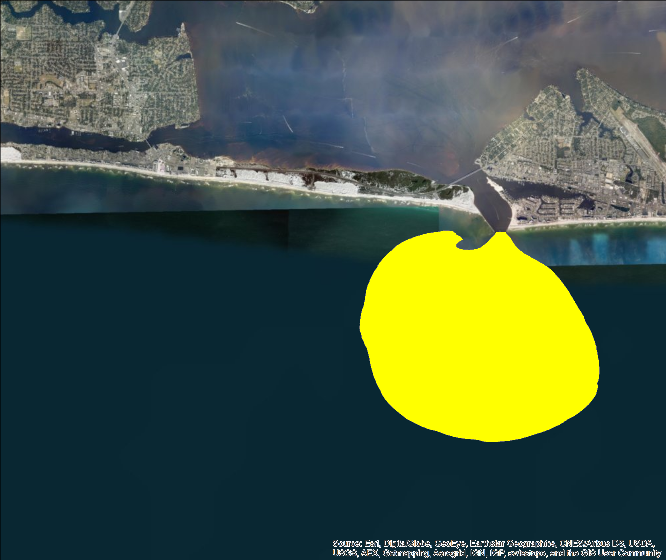 Source: Esri, DigitalGlobe, GeoEye, Earthstar Geographics, CNES/Airbus DS, USDA,
USGS, AEX, Getmapping, Aerogrid, IGN, IGP, swisstopo, and the GIS User Community